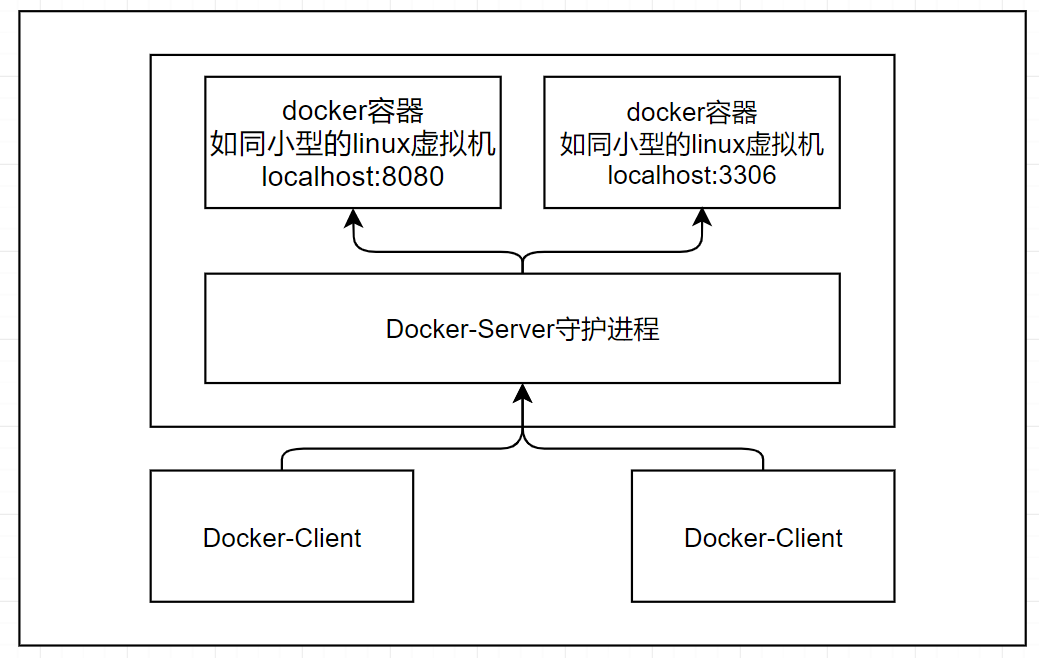 docker容器
如同小型的linux虚拟机
localhost:8080
docker容器
如同小型的linux虚拟机
localhost:3306
Docker-Server守护进程
Docker-Client
Docker-Client